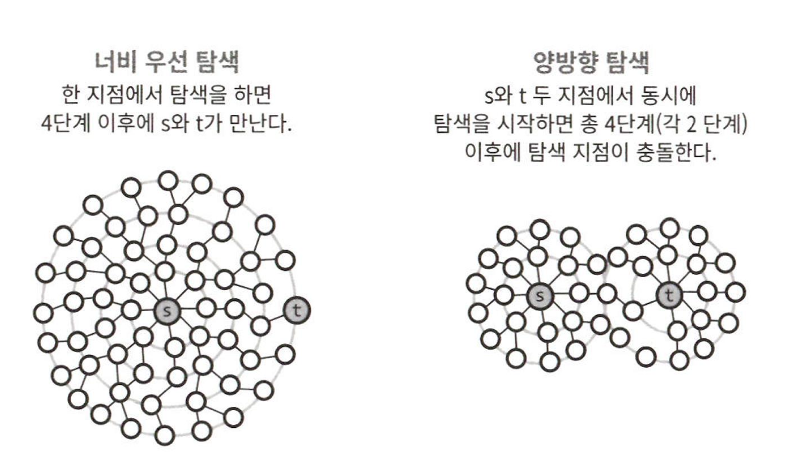 너비 우선 탐색
한 지점에서 탐색을 하면
4단계 이후에 s와 t가 만난다.
s
t
양방향 탐색
s와 t 두 지점에서 동시에
탐색을 시작하면 총 4단계(각 2 단계)
이후에 탐색 지점이 충돌한다.
s
t